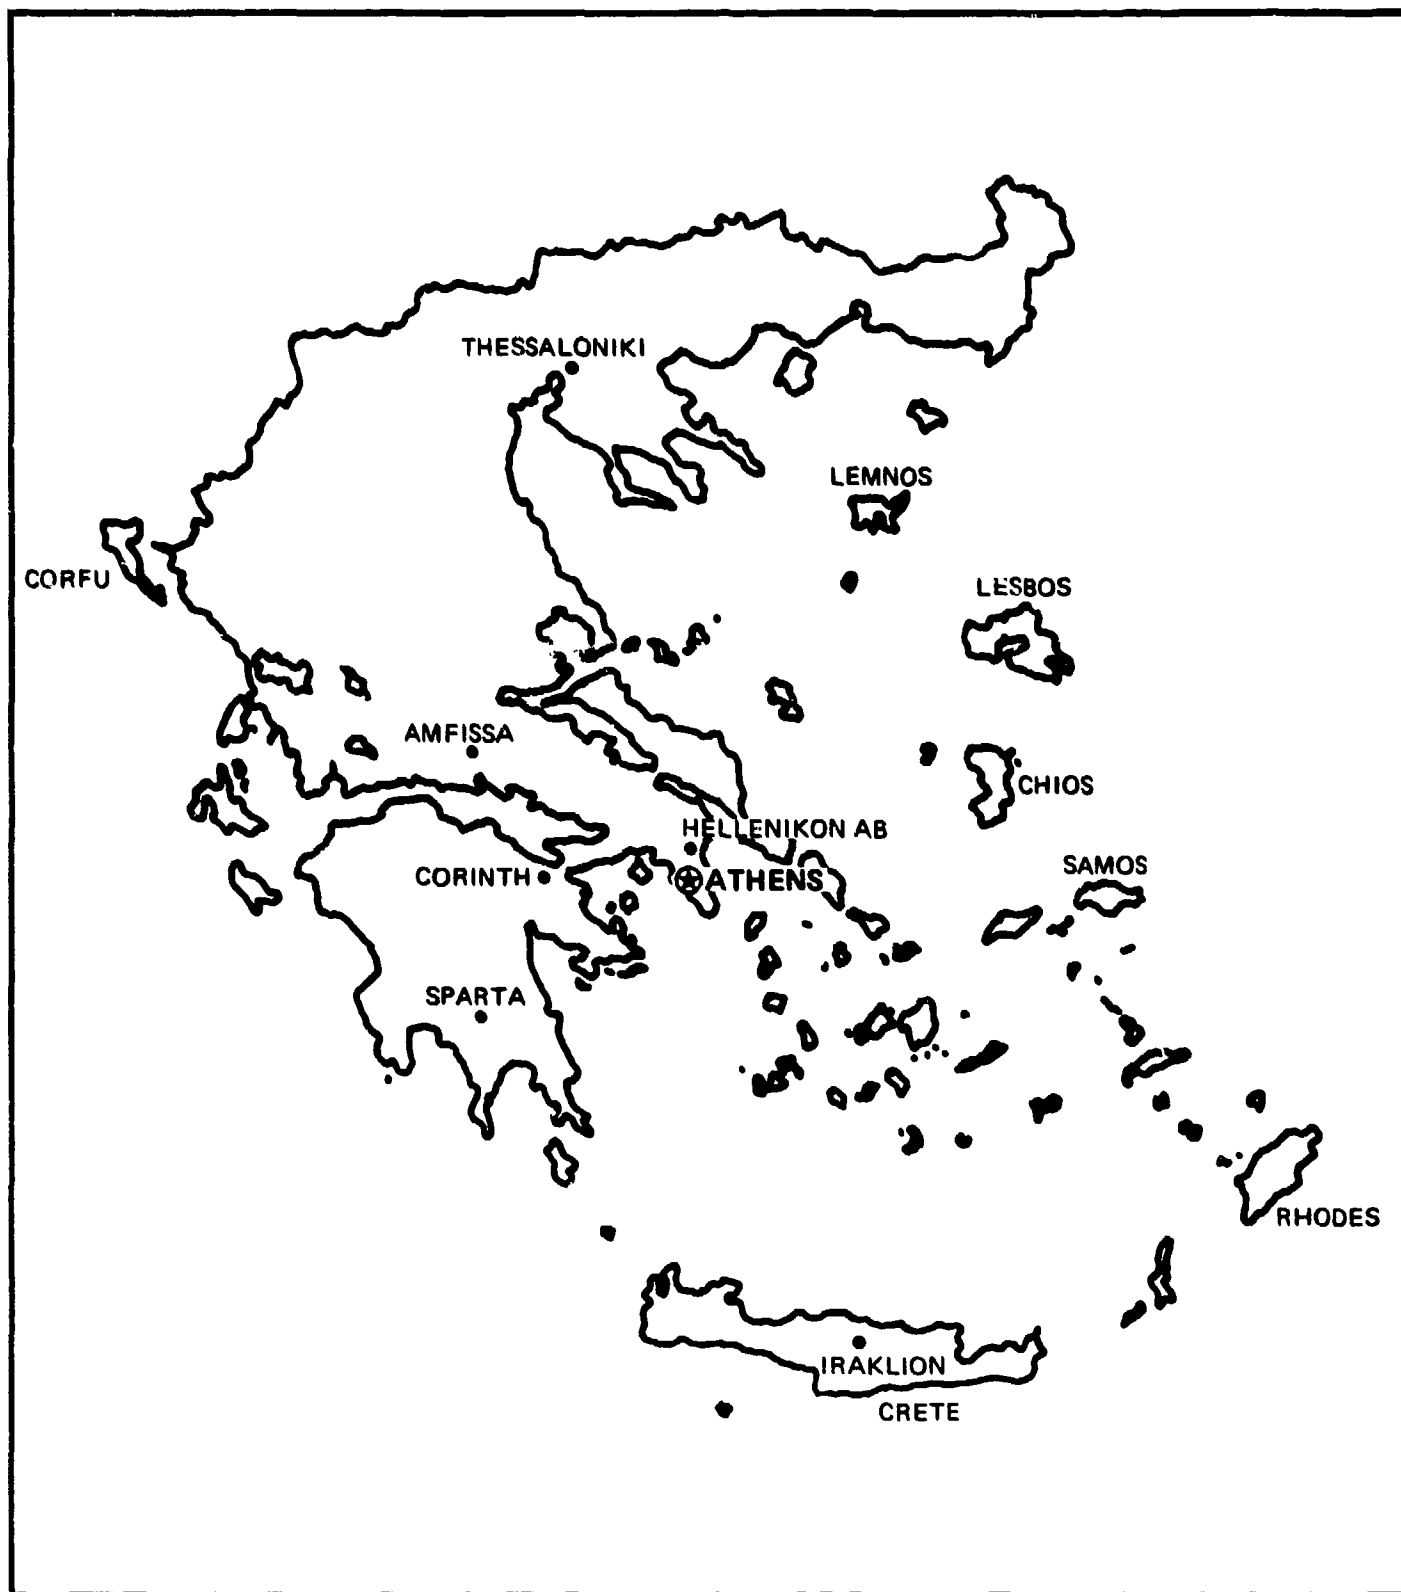 THESSALONIKI
LEMNOS
CORFU
LESBOS
AMFISSA
CHIOS
HELLENIKON AB
SAMOS
CORINTH
ATHENS
SPARTA
RHODES
IRAKLION
CRETE